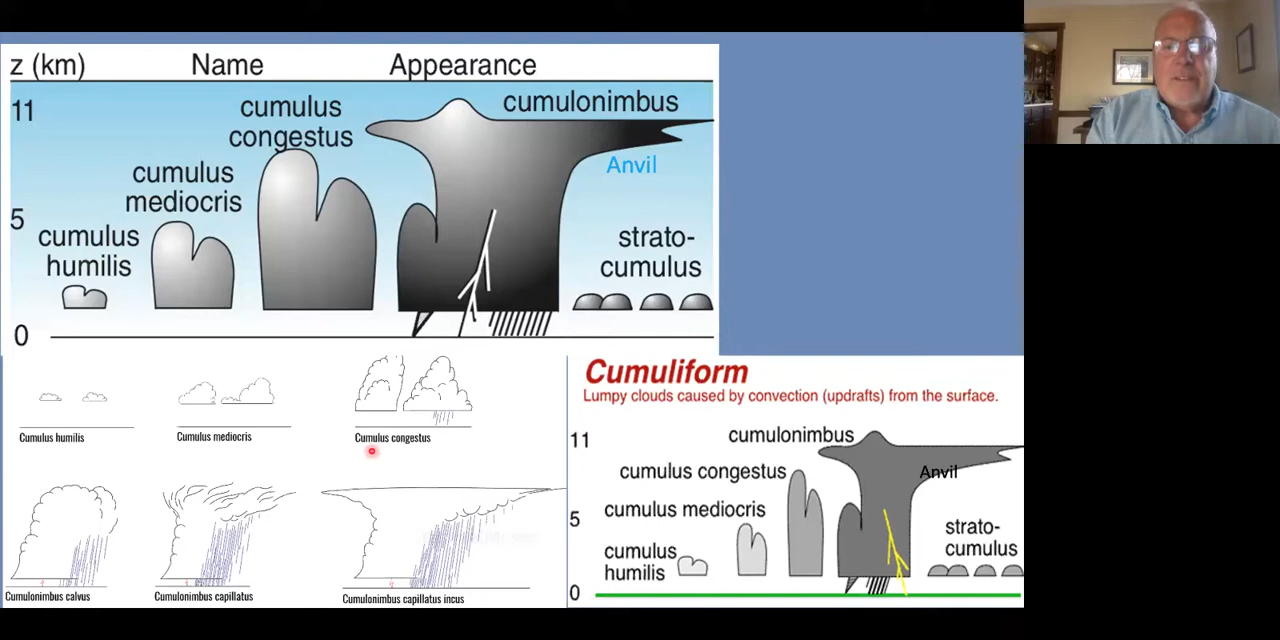 z (km)
Name
Appearance
11
cumulus
congestus
cumulonimbus
Anvil
cumulus
mediocris
5
cumulus
humilis
strato-
cumulus
0
Cumulus humilis
Cumulus mediocris
Cumulus congestus
Cumulonimbus calvus
Cumulonimbus capillatus
Cumulonimbus capillatus incus
Cumuliform
Lumpy clouds caused by convection (updrafts) from the surface.
11
cumulonimbus
cumulus congestus
Anvil
5
cumulus mediocris
strato-
cumulus
cumulus
humilis
0